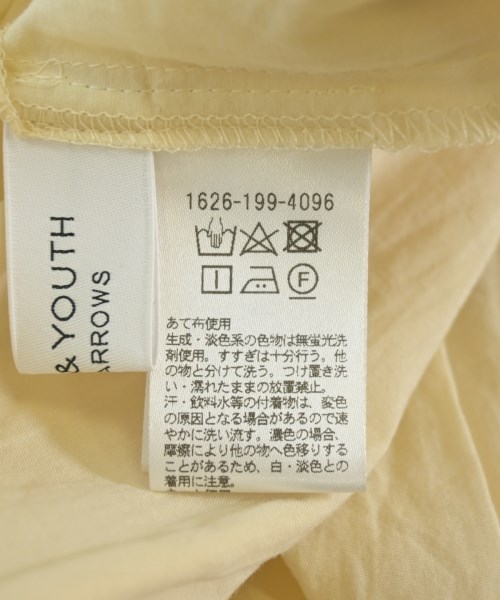 & YOUTH
ARROWS
1626-199-4096
F
あて布使用
生成・淡色系の色物は無蛍光洗
剤使用。すすぎは十分行う。他
の物と分けて洗う。つけ置き洗
い・濡れたままの放置禁止。
汗・飲料水等の付着物は、変色
の原因となる場合があるので速
やかに洗い流す。濃色の場合、
摩擦により他の物へ色移りする
ことがあるため、白・淡色との
着用に注意。